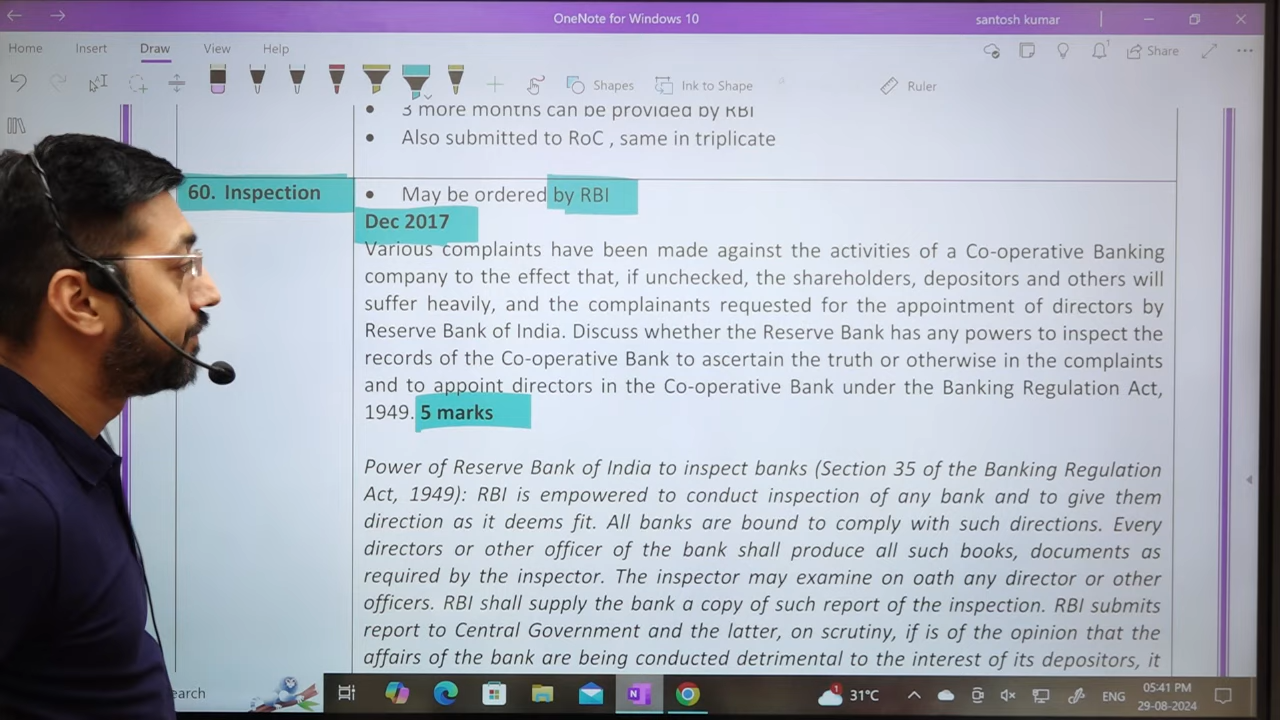 OneNote for Windows 10
santosh kumar
Home Insert Draw View Help
Share
Shapes
Ink to Shape
Ruler
3 more months can be provided by RBI
Also submitted to RoC , same in triplicate
60. Inspection
May be ordered by RBI
Dec 2017
Various complaints have been made against the activities of a Co-operative Banking
company to the effect that, if unchecked, the shareholders, depositors and others will
suffer heavily, and the complainants requested for the appointment of directors by
Reserve Bank of India. Discuss whether the Reserve Bank has any powers to inspect the
records of the Co-operative Bank to ascertain the truth or otherwise in the complaints
and to appoint directors in the Co-operative Bank under the Banking Regulation Act,
1949. 5 marks
Power of Reserve Bank of India to inspect banks (Section 35 of the Banking Regulation
Act, 1949): RBI is empowered to conduct inspection of any bank and to give them
direction as it deems fit. All banks are bound to comply with such directions. Every
directors or other officer of the bank shall produce all such books, documents as
required by the inspector. The inspector may examine on oath any director or other
officers. RBI shall supply the bank a copy of such report of the inspection. RBI submits
report to Central Government and the latter, on scrutiny, if is of the opinion that the
affairs of the bank are being conducted detrimental to the interest of its depositors, it
earch
1
31°C
ENG
05:41 PM
29-08-2024